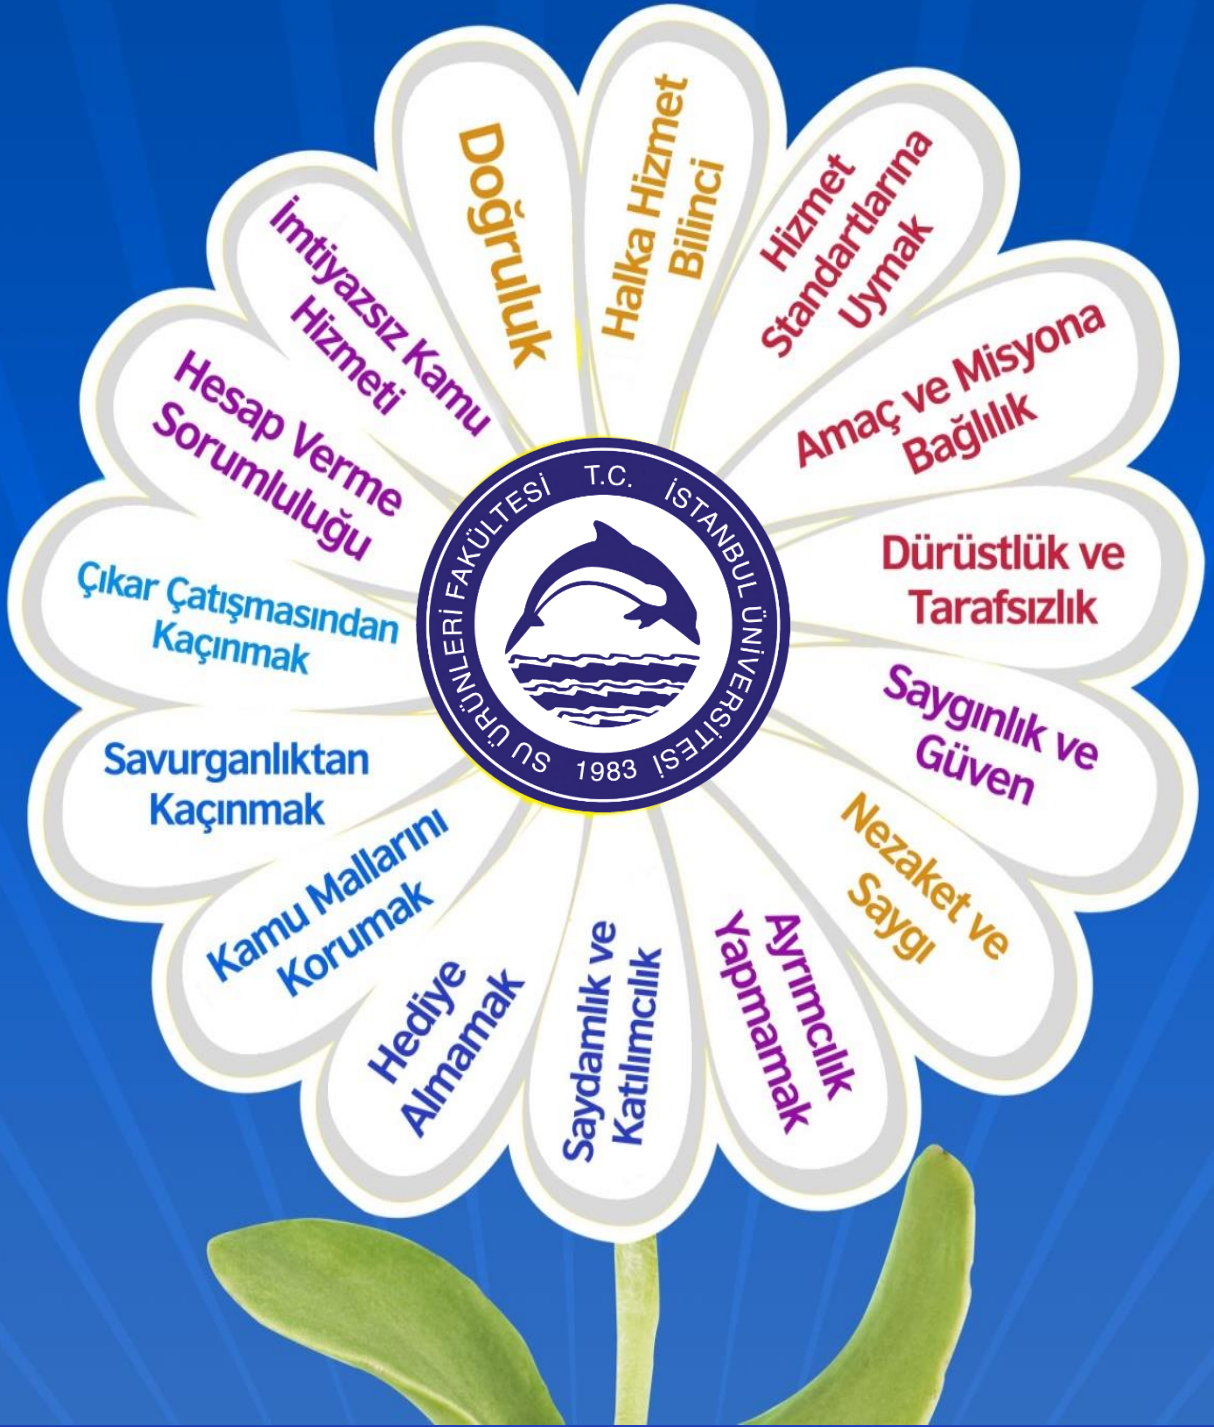 Doğruluk
Halka Hizmet
Bilinci
Hizmet
Standartlarına
Uymak
Amaç ve Misyona
Bağlılık
Dürüstlük ve
Tarafsızlık
Saygınlık ve
Güven
Nezaket ve
Saygı
Ayrımcılık
Yapmamak
Saydamlık ve
Katılımcılık
Hediye
Almamak
Kamu Mallarını
Korumak
Savurganlıktan
Kaçınmak
Çıkar Çatışmasından
Kaçınmak
Hesap Verme
Sorumluluğu
İmtiyazsız Kamu
Hizmeti
T.C. İSTANBUL ÜNİVERSİTESİ
SU ÜRÜNLERİ FAKÜLTESİ
1983